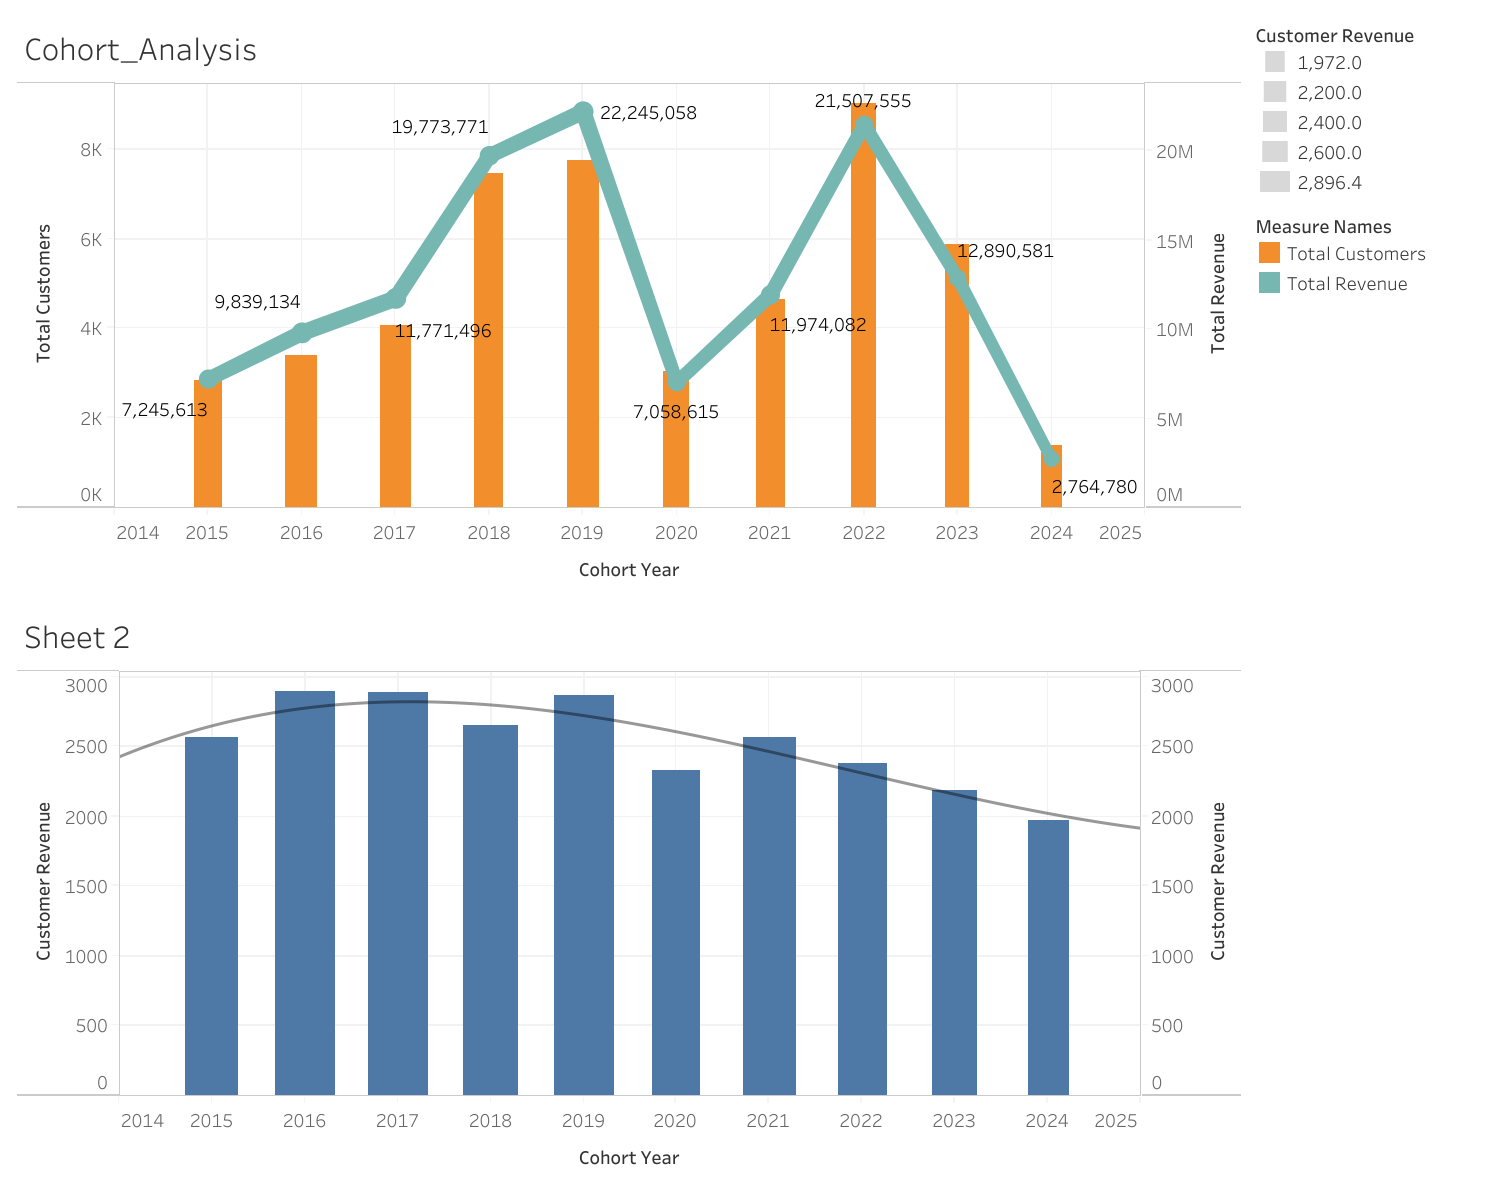 Cohort_Analysis
Customer Revenue
1,972.0
2,200.0
2,400.0
2,600.0
2,896.4
Measure Names
Total Customers
Total Revenue
Total Customers
8K
6K
4K
2K
0K
7,245,613
9,839,134
11,771,496
19,773,771
22,245,058
7,058,615
11,974,082
21,507,555
12,890,581
2,764,780
20M
15M
10M
5M
0M
Total Revenue
2014 2015 2016 2017 2018 2019 2020 2021 2022 2023 2024 2025
Cohort Year
Sheet 2
Customer Revenue
3000
2500
2000
1500
1000
500
0
3000
2500
2000
1500
1000
500
0
Customer Revenue
2014 2015 2016 2017 2018 2019 2020 2021 2022 2023 2024 2025
Cohort Year